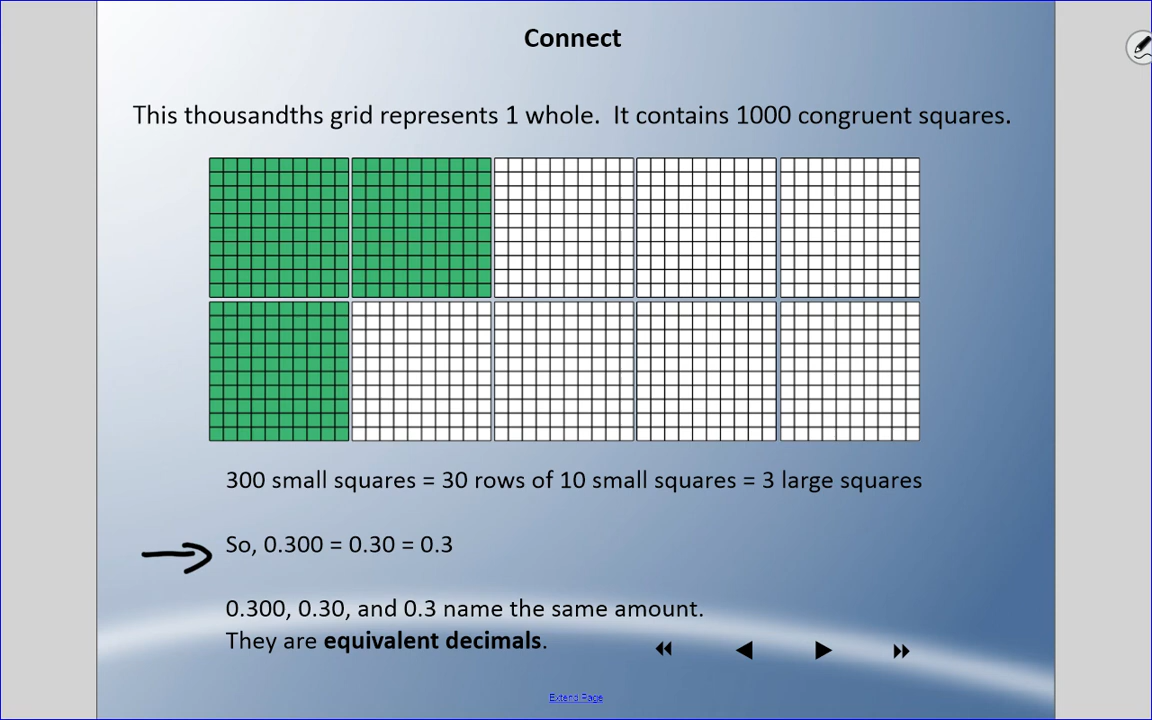 Connect
This thousandths grid represents 1 whole.  It contains 1000 congruent squares.
300 small squares = 30 rows of 10 small squares = 3 large squares
So, 0.300 = 0.30 = 0.3
0.300, 0.30, and 0.3 name the same amount.
They are equivalent decimals.
Extend Page